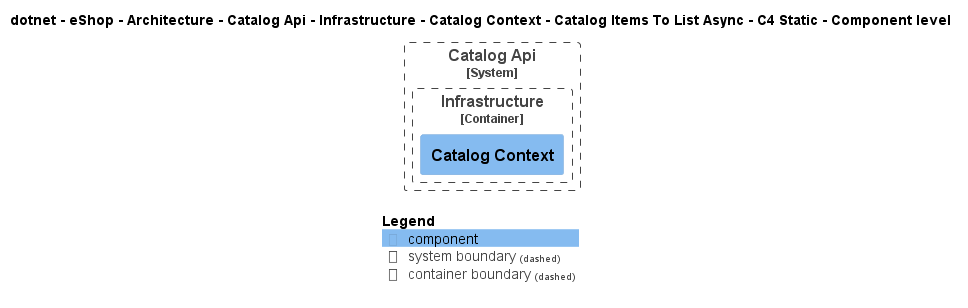 dotnet - eShop - Architecture - Catalog Api - Infrastructure - Catalog Context - Catalog Items To List Async - C4 Static - Component level
Catalog Api
[System]
Infrastructure
[Container]
Catalog Context
Legend
component
system boundary (dashed)
container boundary (dashed)